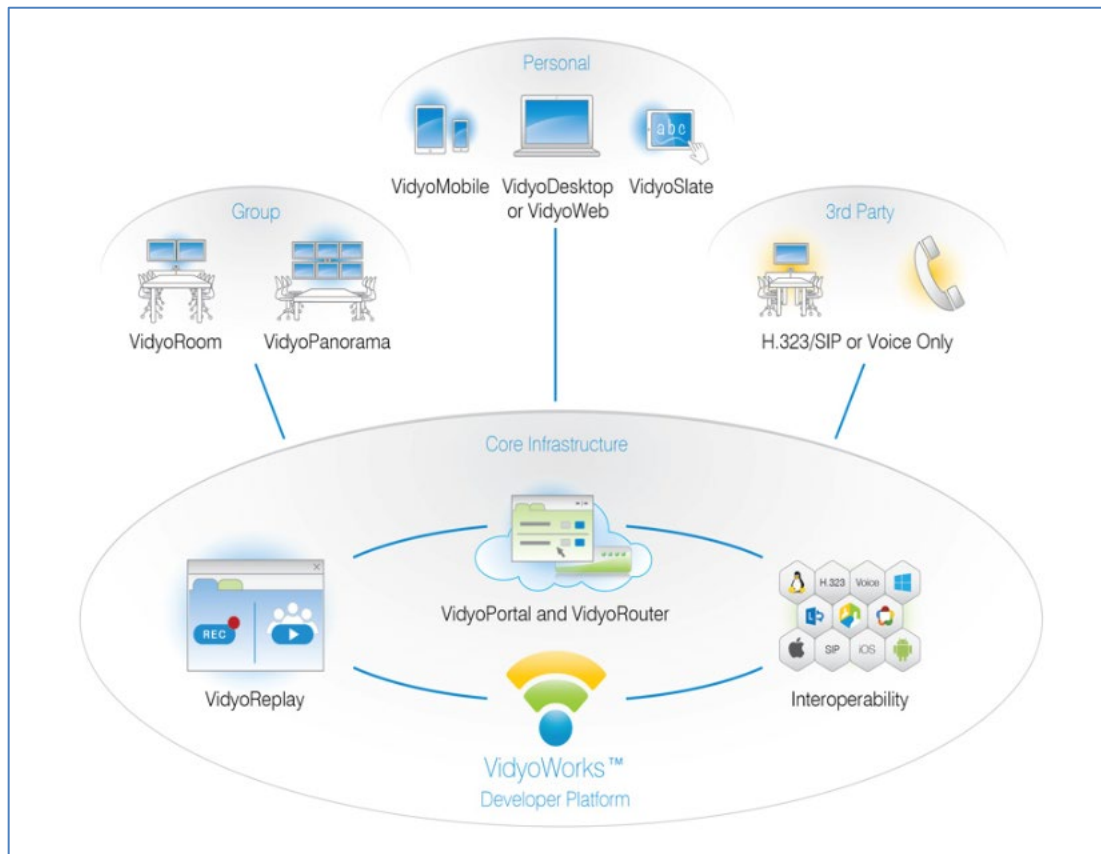 Personal
abc
VidyoMobile
VidyoDesktop
or VidyoWeb
VidyoSlate
Group
VidyoRoom
VidyoPanorama
3rd Party
H.323/SIP or Voice Only
Core Infrastructure
VidyoPortal and VidyoRouter
REC
VidyoReplay
H.323
Voice
SIP
iOS
Interoperability
VidyoWorks™
Developer Platform